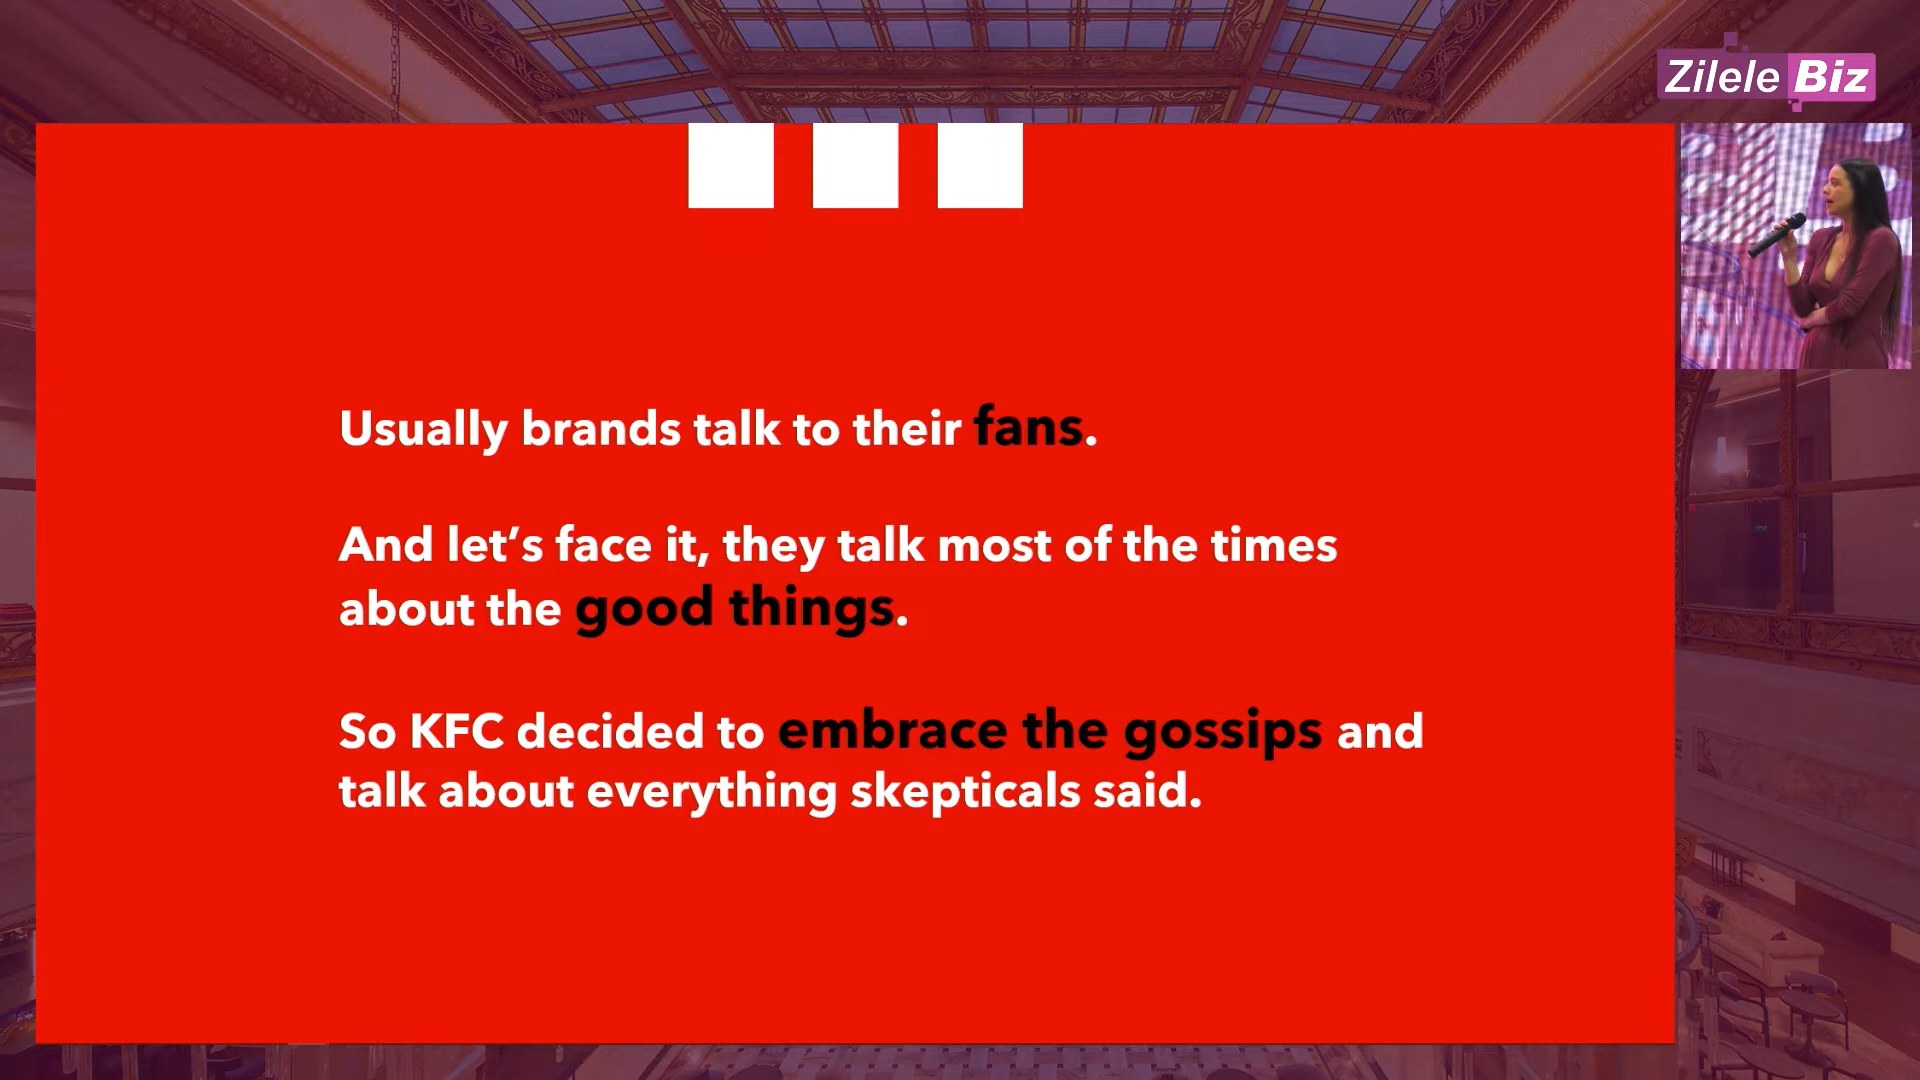 Zilele Biz
Usually brands talk to their fans.
And let’s face it, they talk most of the times
about the good things.
So KFC decided to embrace the gossips and
talk about everything skepticals said.